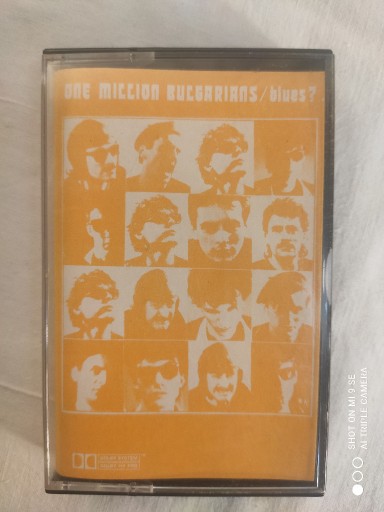 ONE MILLION BULGARIANS/blues?
SHOT ON MI 9 SE
AI TRIPLE CAMERA